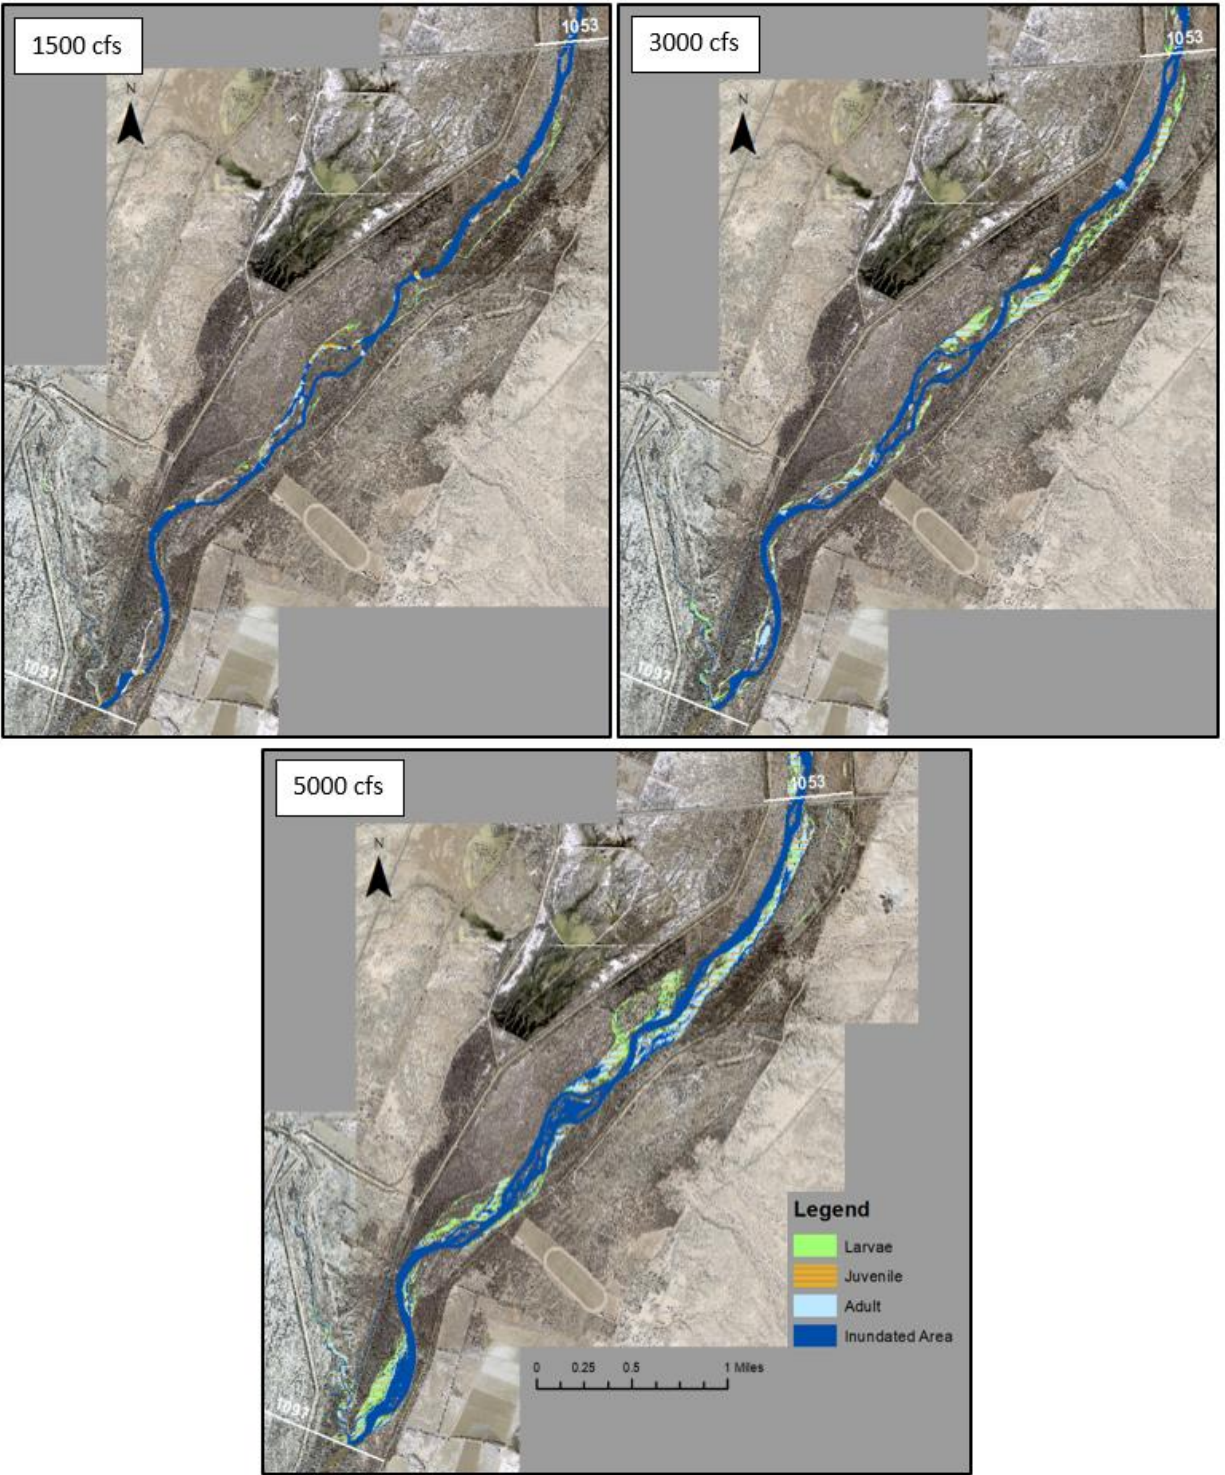 1500 cfs
1053
N
1097
3000 cfs
1053
N
1097
5000 cfs
1053
N
1097
Legend
Larvae
Juvenile
Adult
Inundated Area
0 0.25 0.5 1 Miles